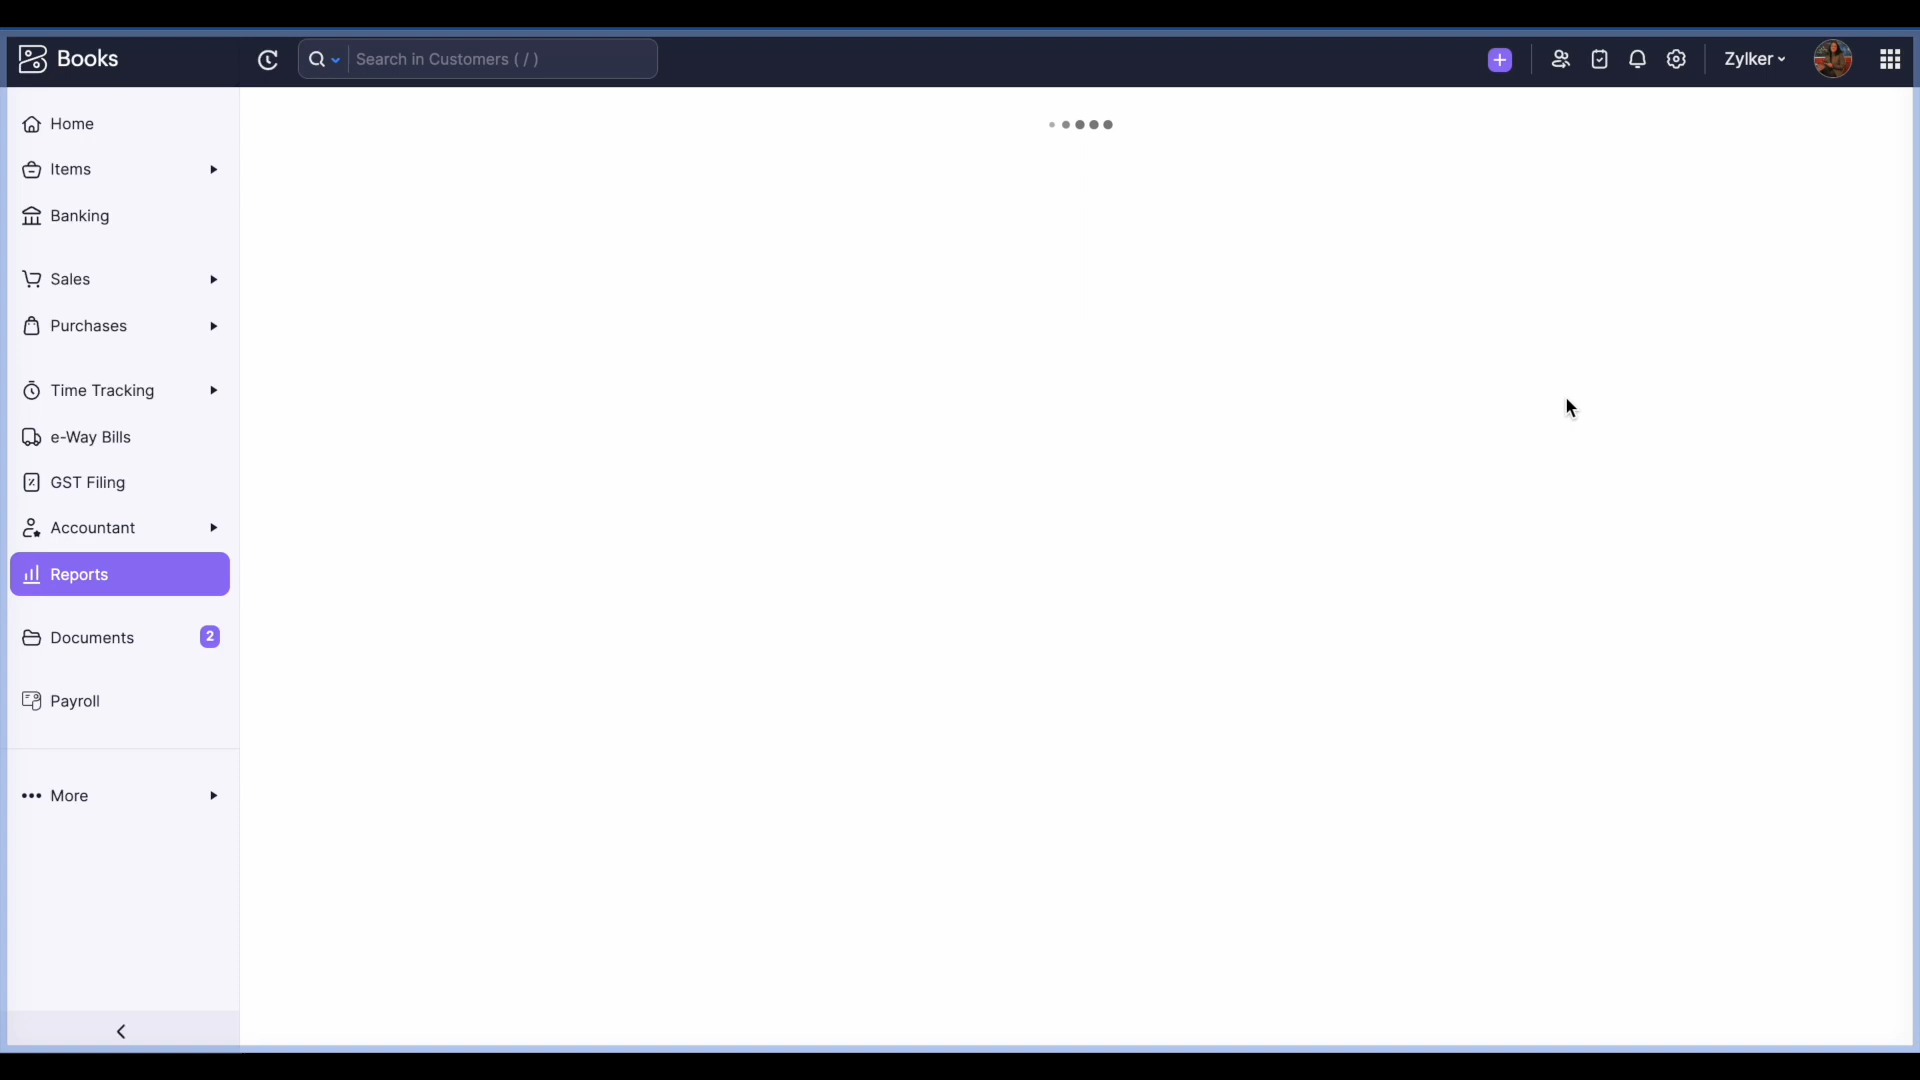 Books
Search in Customers ( / )
Zylker
Home
Items
Banking
Sales
Purchases
Time Tracking
e-Way Bills
GST Filing
Accountant
Reports
Documents 2
Payroll
More